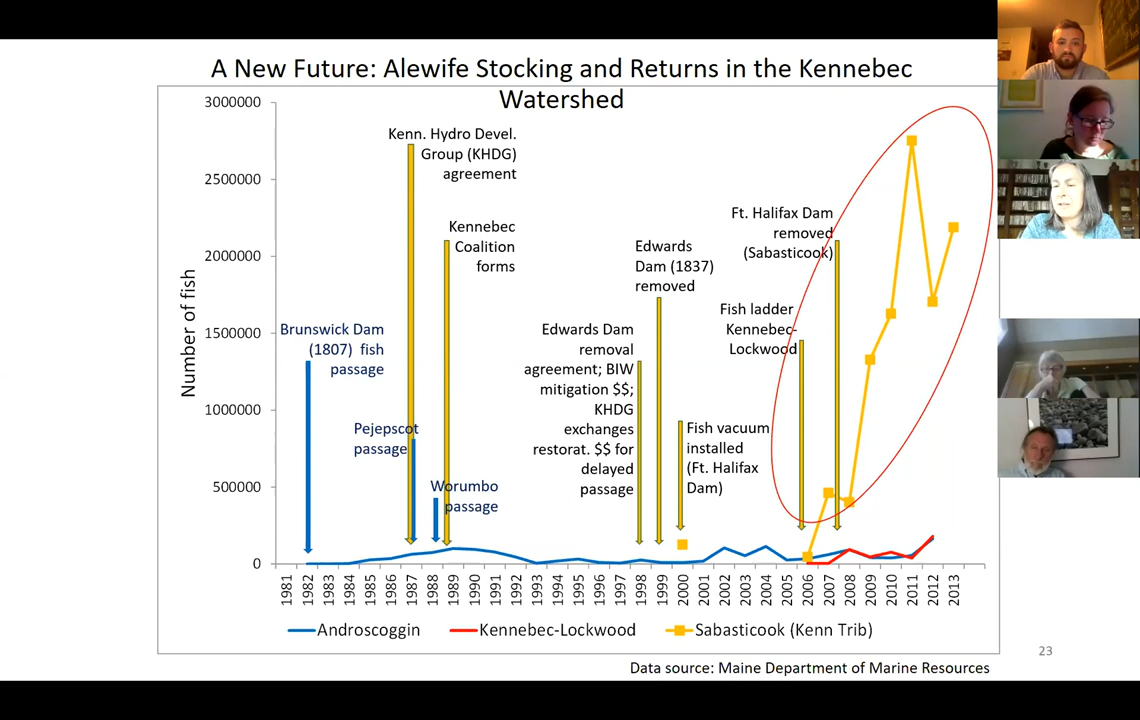 A New Future: Alewife Stocking and Returns in the Kennebec
Watershed
3000000
2500000
2000000
1500000
1000000
500000
0
Number of fish
Kenn. Hydro Devel.
Group (KHDG)
agreement
Kennebec
Coalition
forms
Brunswick Dam
(1807) fish
passage
Pejepscot
passage
Worumbo
passage
Edwards Dam
removal
agreement; BIW
mitigation $$;
KHDG
exchanges
restorat. $$ for
delayed
passage
Edwards
Dam (1837)
removed
Fish vacuum
installed
(Ft. Halifax
Dam)
Ft. Halifax Dam
removed
(Sabasticook)
Fish ladder
Kennebec-
Lockwood
1981
1982
1983
1984
1985
1986
1987
1988
1989
1990
1991
1992
1993
1994
1995
1996
1997
1998
1999
2000
2001
2002
2003
2004
2005
2006
2007
2008
2009
2010
2011
2012
2013
Androscoggin
Kennebec-Lockwood
Sabasticook (Kenn Trib)
23
Data source: Maine Department of Marine Resources